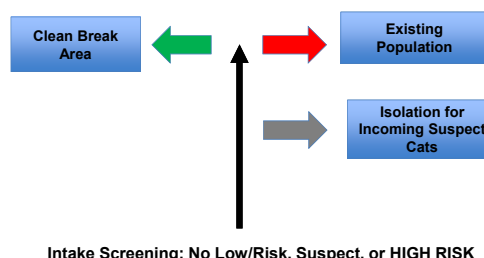 Clean Break
Area
Existing
Population
Isolation for
Incoming Suspect
Cats
Intake Screening: No Low/Risk, Suspect, or HIGH RISK